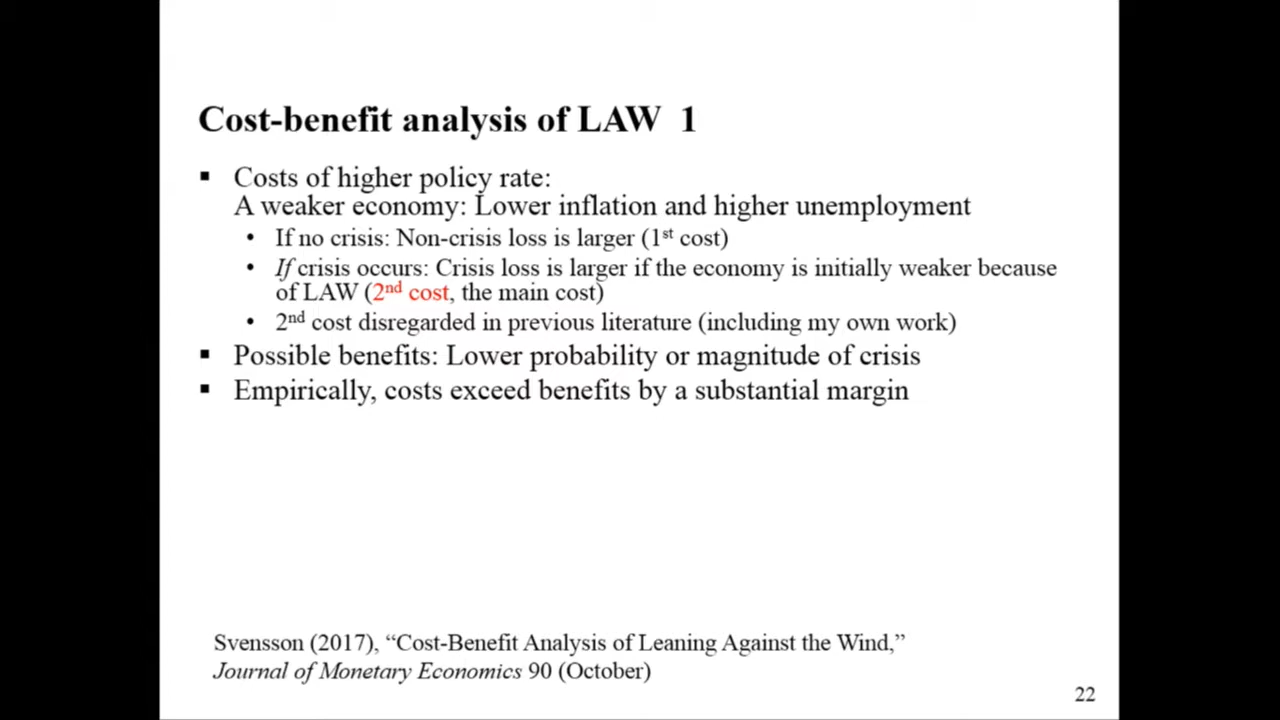 Cost-benefit analysis of LAW 1
▪ Costs of higher policy rate:
A weaker economy: Lower inflation and higher unemployment
• If no crisis: Non-crisis loss is larger (1st cost)
• If crisis occurs: Crisis loss is larger if the economy is initially weaker because
of LAW (2nd cost, the main cost)
• 2nd cost disregarded in previous literature (including my own work)
▪ Possible benefits: Lower probability or magnitude of crisis
▪ Empirically, costs exceed benefits by a substantial margin
Svensson (2017), “Cost-Benefit Analysis of Leaning Against the Wind,”
Journal of Monetary Economics 90 (October)
22